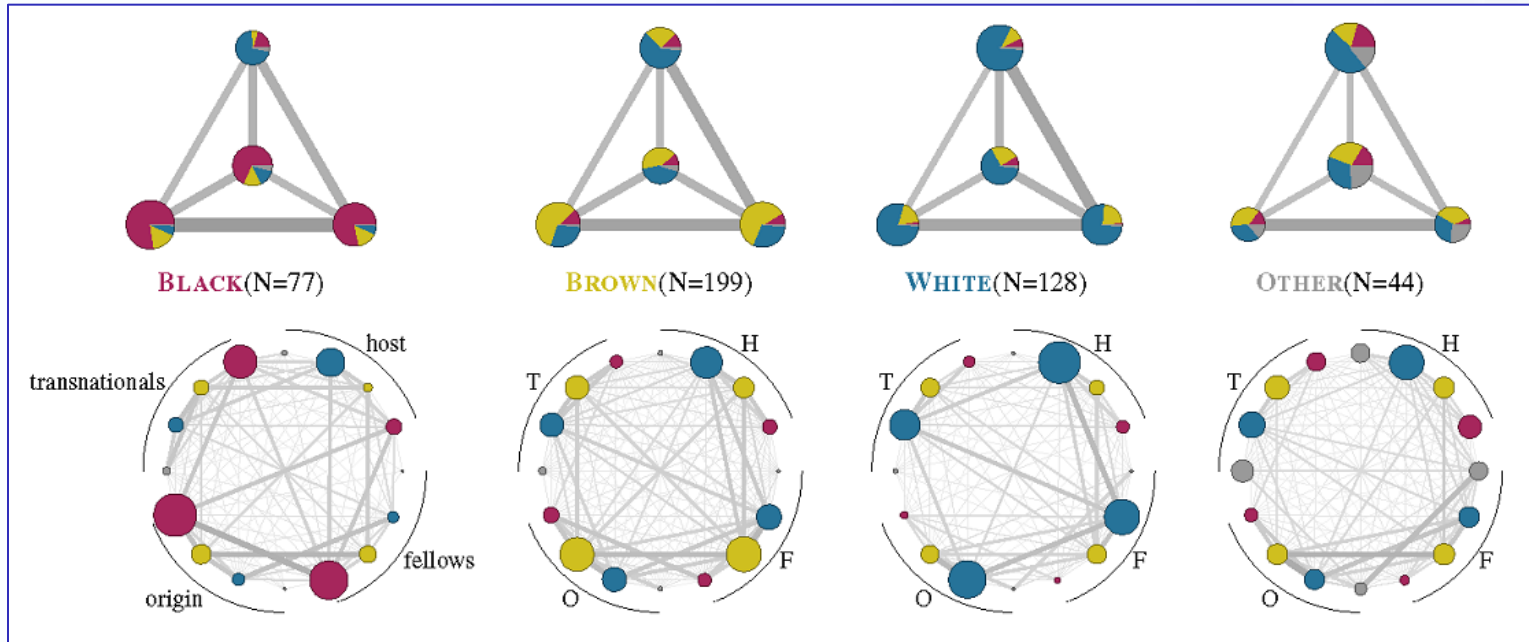 BLACK(N=77) BROWN(N=199) WHITE(N=128) OTHER(N=44)
host H H H
transnationals T T T
fellows F F F
origin O O O